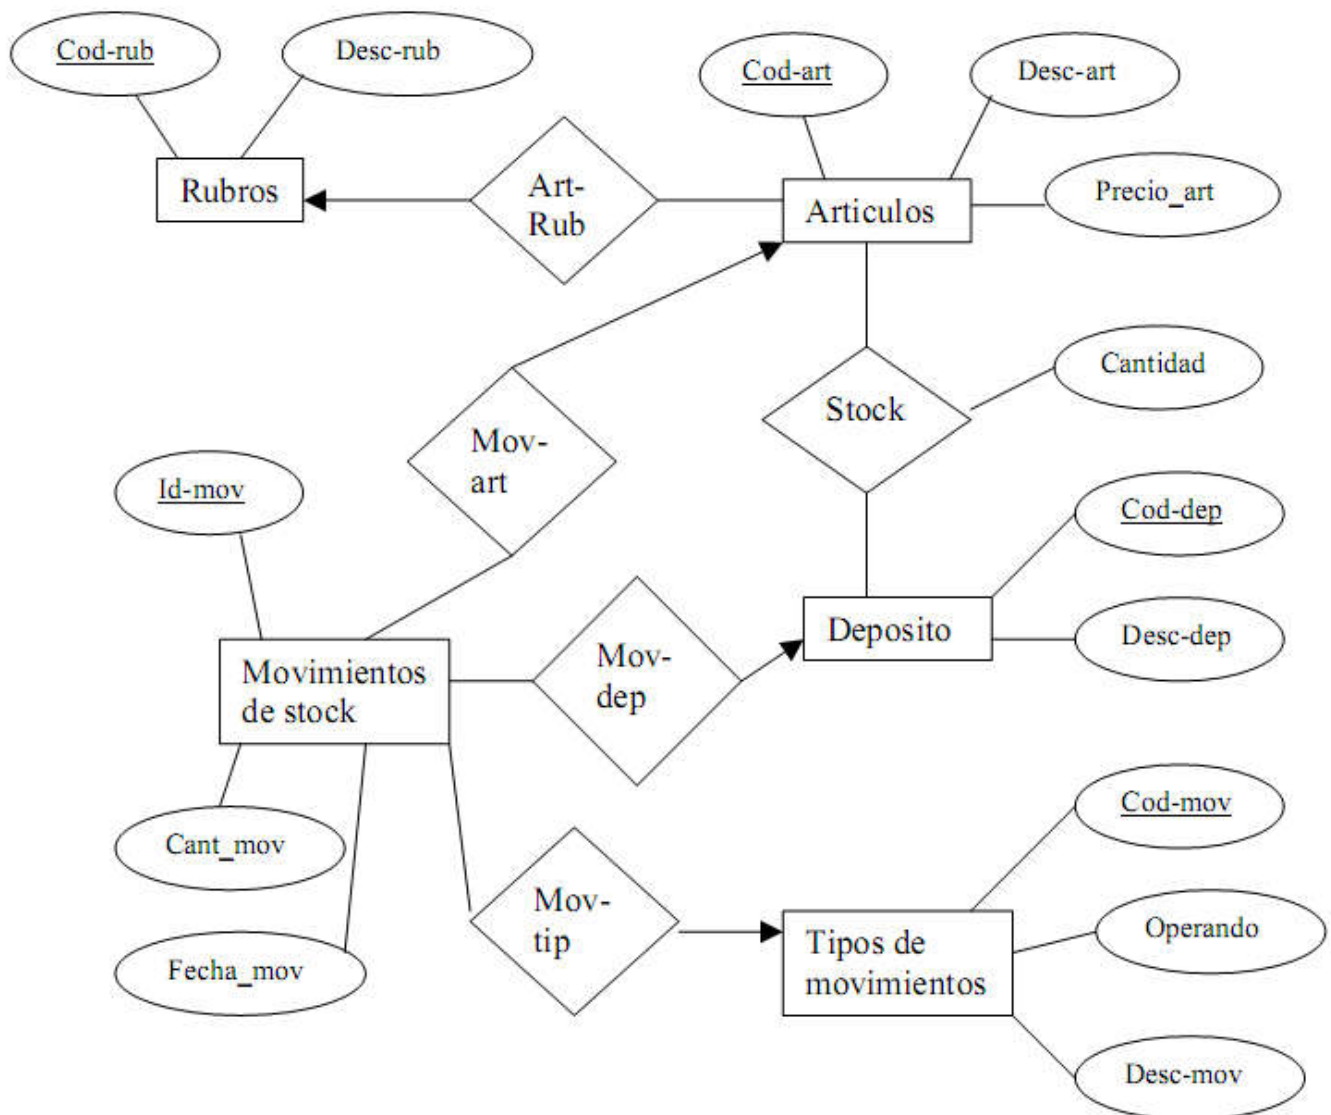 Cod-rub
Desc-rub
Cod-art
Desc-art
Rubros
Art-
Rub
Articulos
Precio_art
Stock
Cantidad
Mov-
art
Id-mov
Cod-dep
Deposito
Desc-dep
Movimientos
de stock
Mov-
dep
Cant_mov
Fecha_mov
Mov-
tip
Cod-mov
Tipos de
movimientos
Operando
Desc-mov